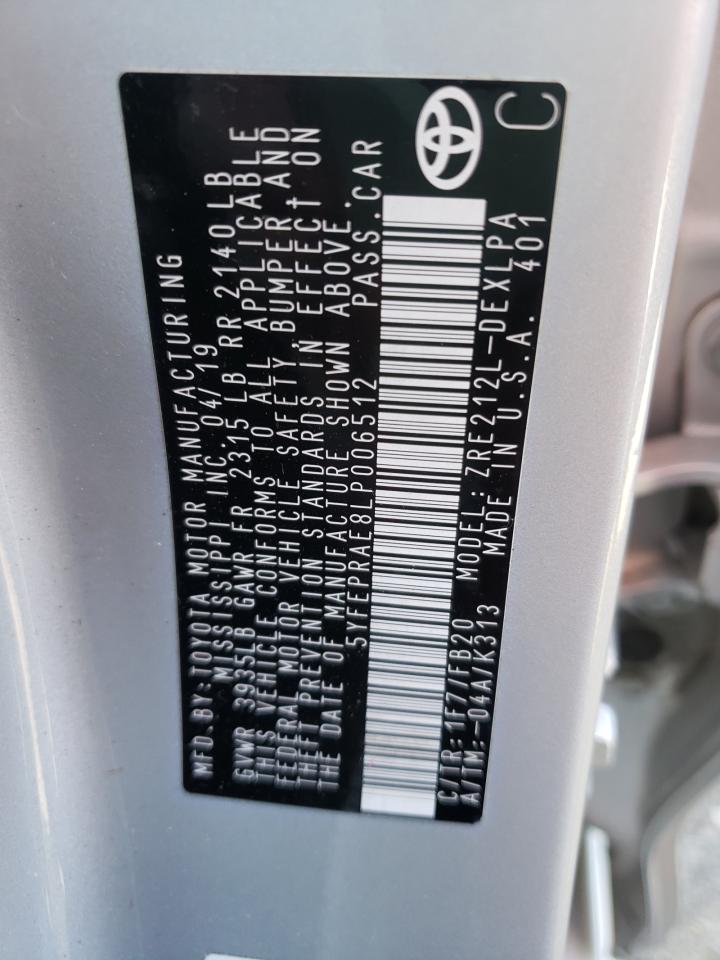 MFD. BY: TOYOTA MOTOR MANUFACTURING
MISSISSIPPI INC. 04/19
GVWR 3935LB GAWR FR 2315 LB RR 2140 LB
THIS VEHICLE CONFORMS TO ALL APPLICABLE
FEDERAL MOTOR VEHICLE SAFETY, BUMPER AND
THEFT PREVENTION STANDARDS IN EFFECT ON
THE DATE OF MANUFACTURE SHOWN ABOVE.
5YFEPRAE8LP006512 PASS.CAR
C/TR:1F7/FB20 MODEL:ZRE212L-DEXLPA
A/TM:-04A/K313 MADE IN U.S.A. 401
C